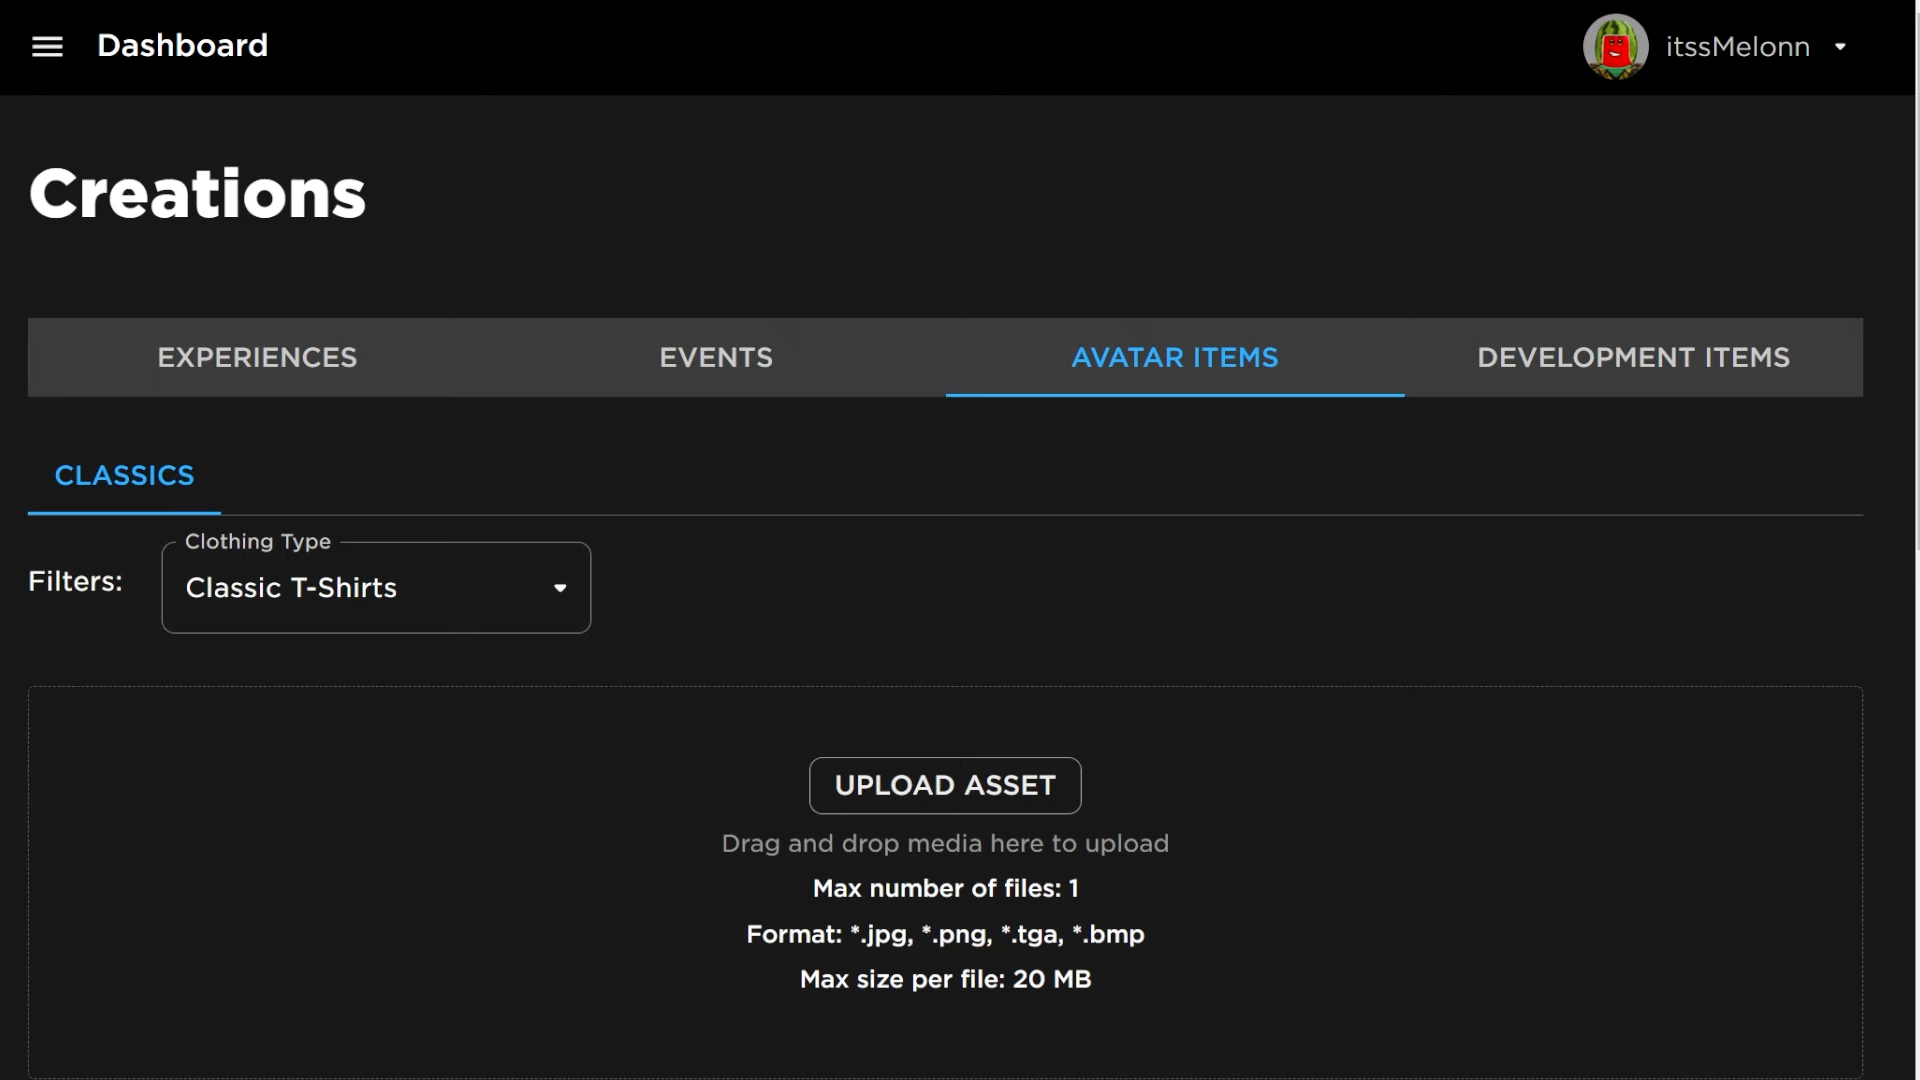 Dashboard
itssMelonn
Creations
EXPERIENCES
EVENTS
AVATAR ITEMS
DEVELOPMENT ITEMS
CLASSICS
Filters:
Clothing Type
Classic T-Shirts
UPLOAD ASSET
Drag and drop media here to upload
Max number of files: 1
Format: *.jpg, *.png, *.tga, *.bmp
Max size per file: 20 MB